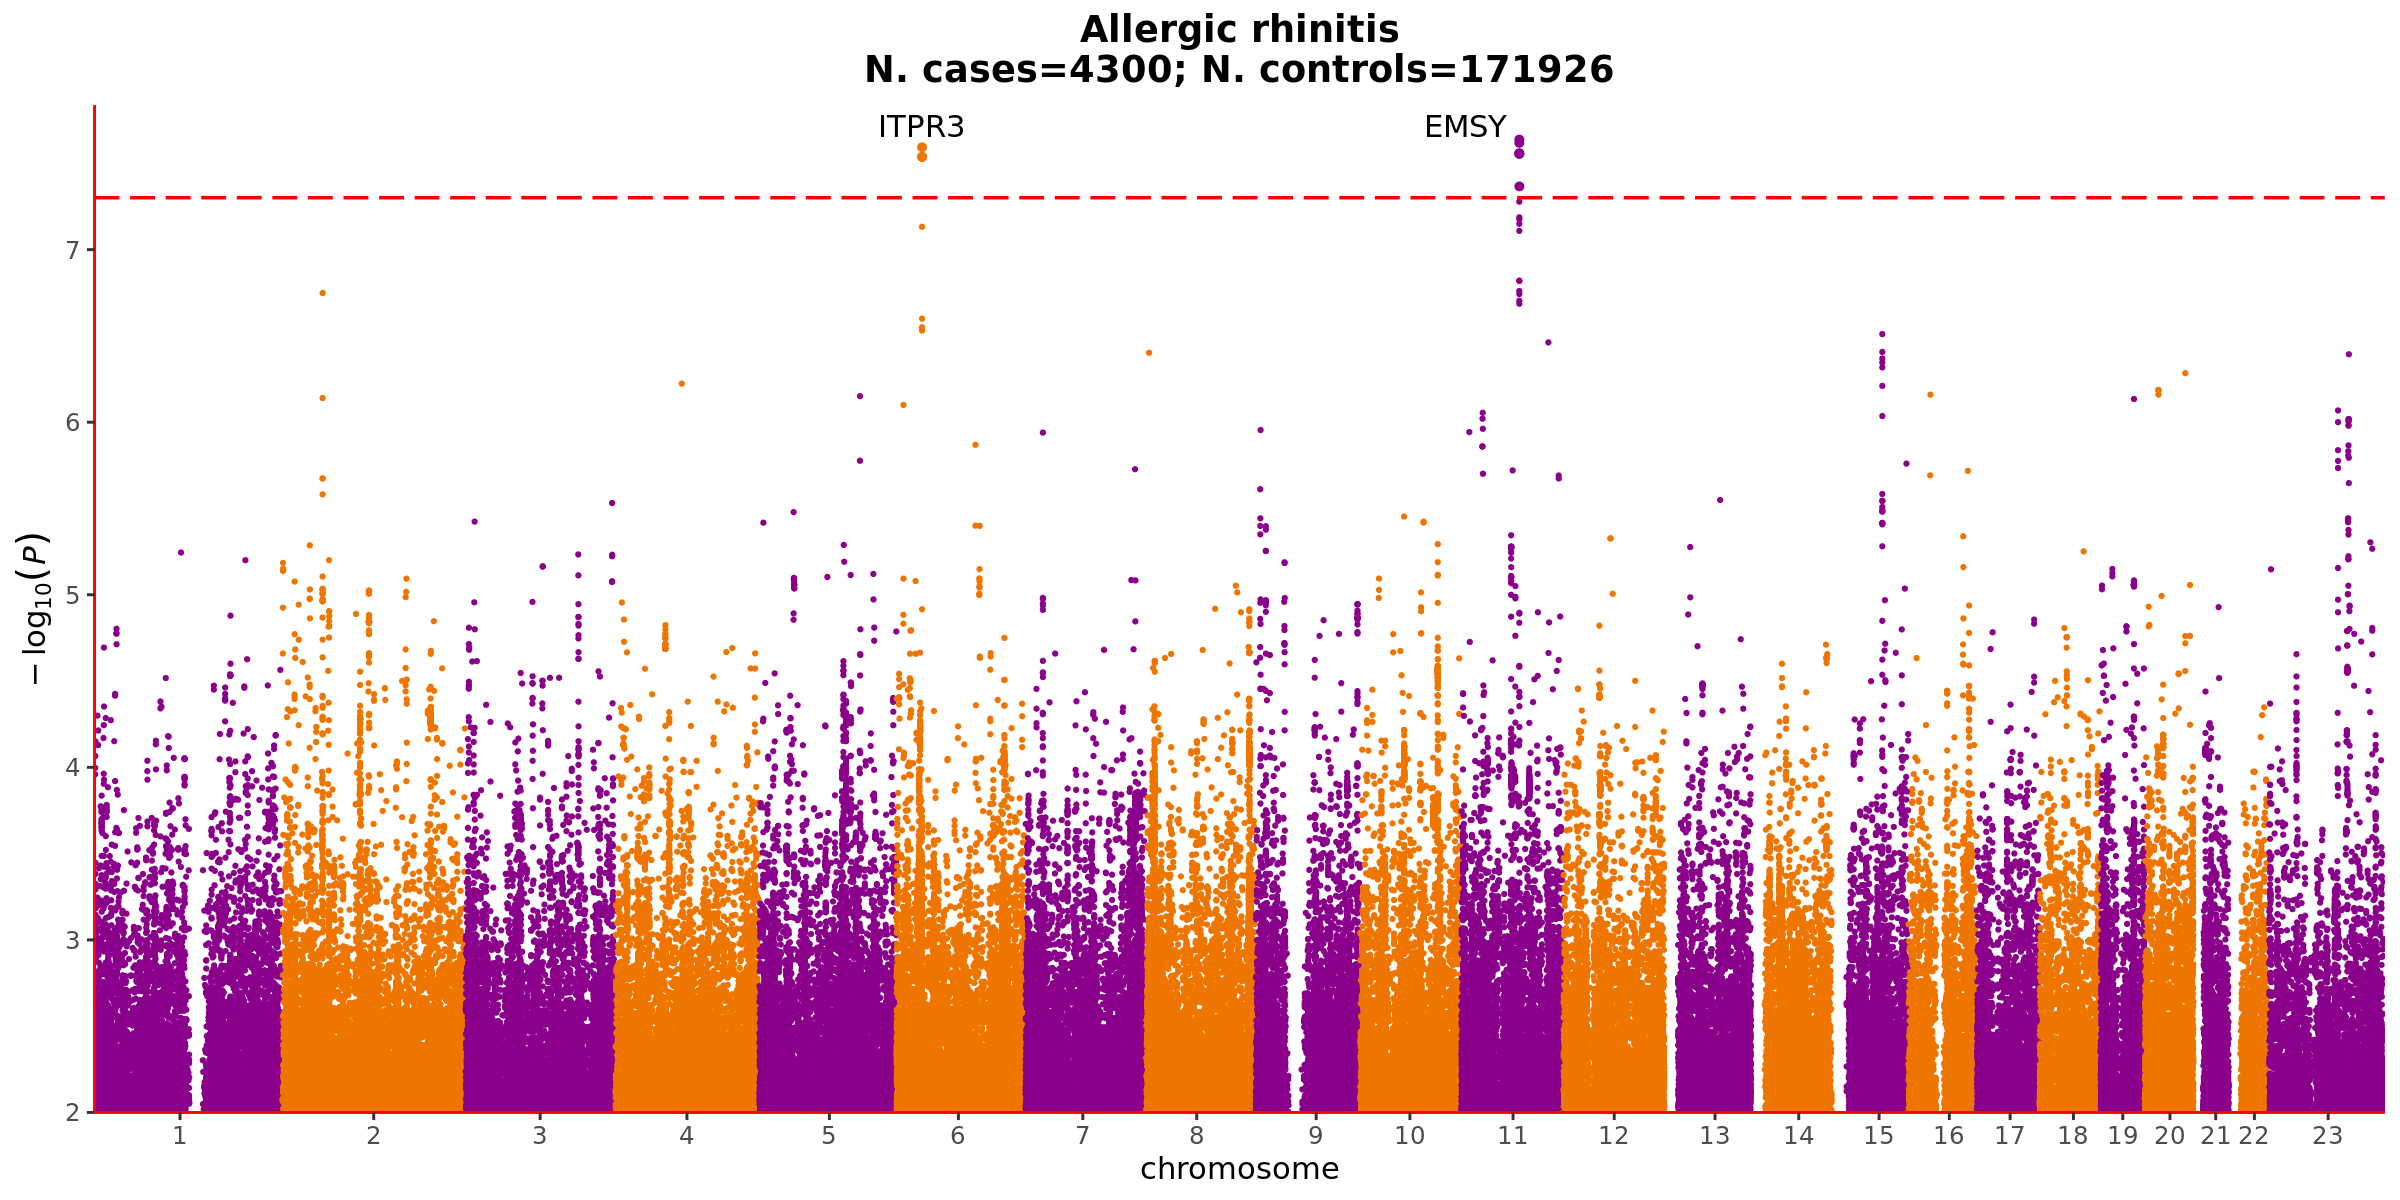 Allergic rhinitis
N. cases=4300; N. controls=171926
ITPR3 EMSY
7
6
5
4
3
2
−log10(P)
1 2 3 4 5 6 7 8 9 10 11 12 13 14 15 16 17 18 19 20 21 22 23
chromosome